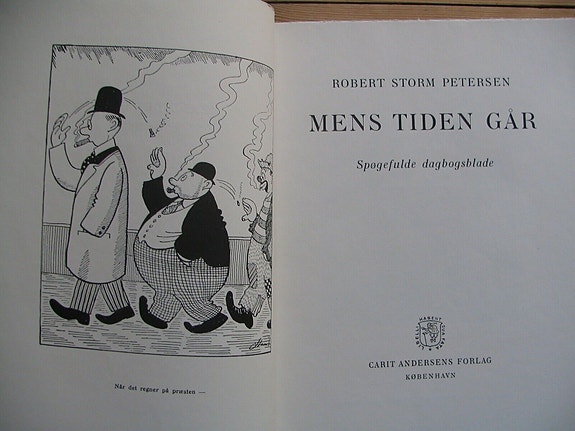 Når det regner på præsten —
ROBERT STORM PETERSEN
MENS TIDEN GÅR
Spøgefulde dagbogsblade
CARIT ANDERSENS FORLAG
KØBENHAVN